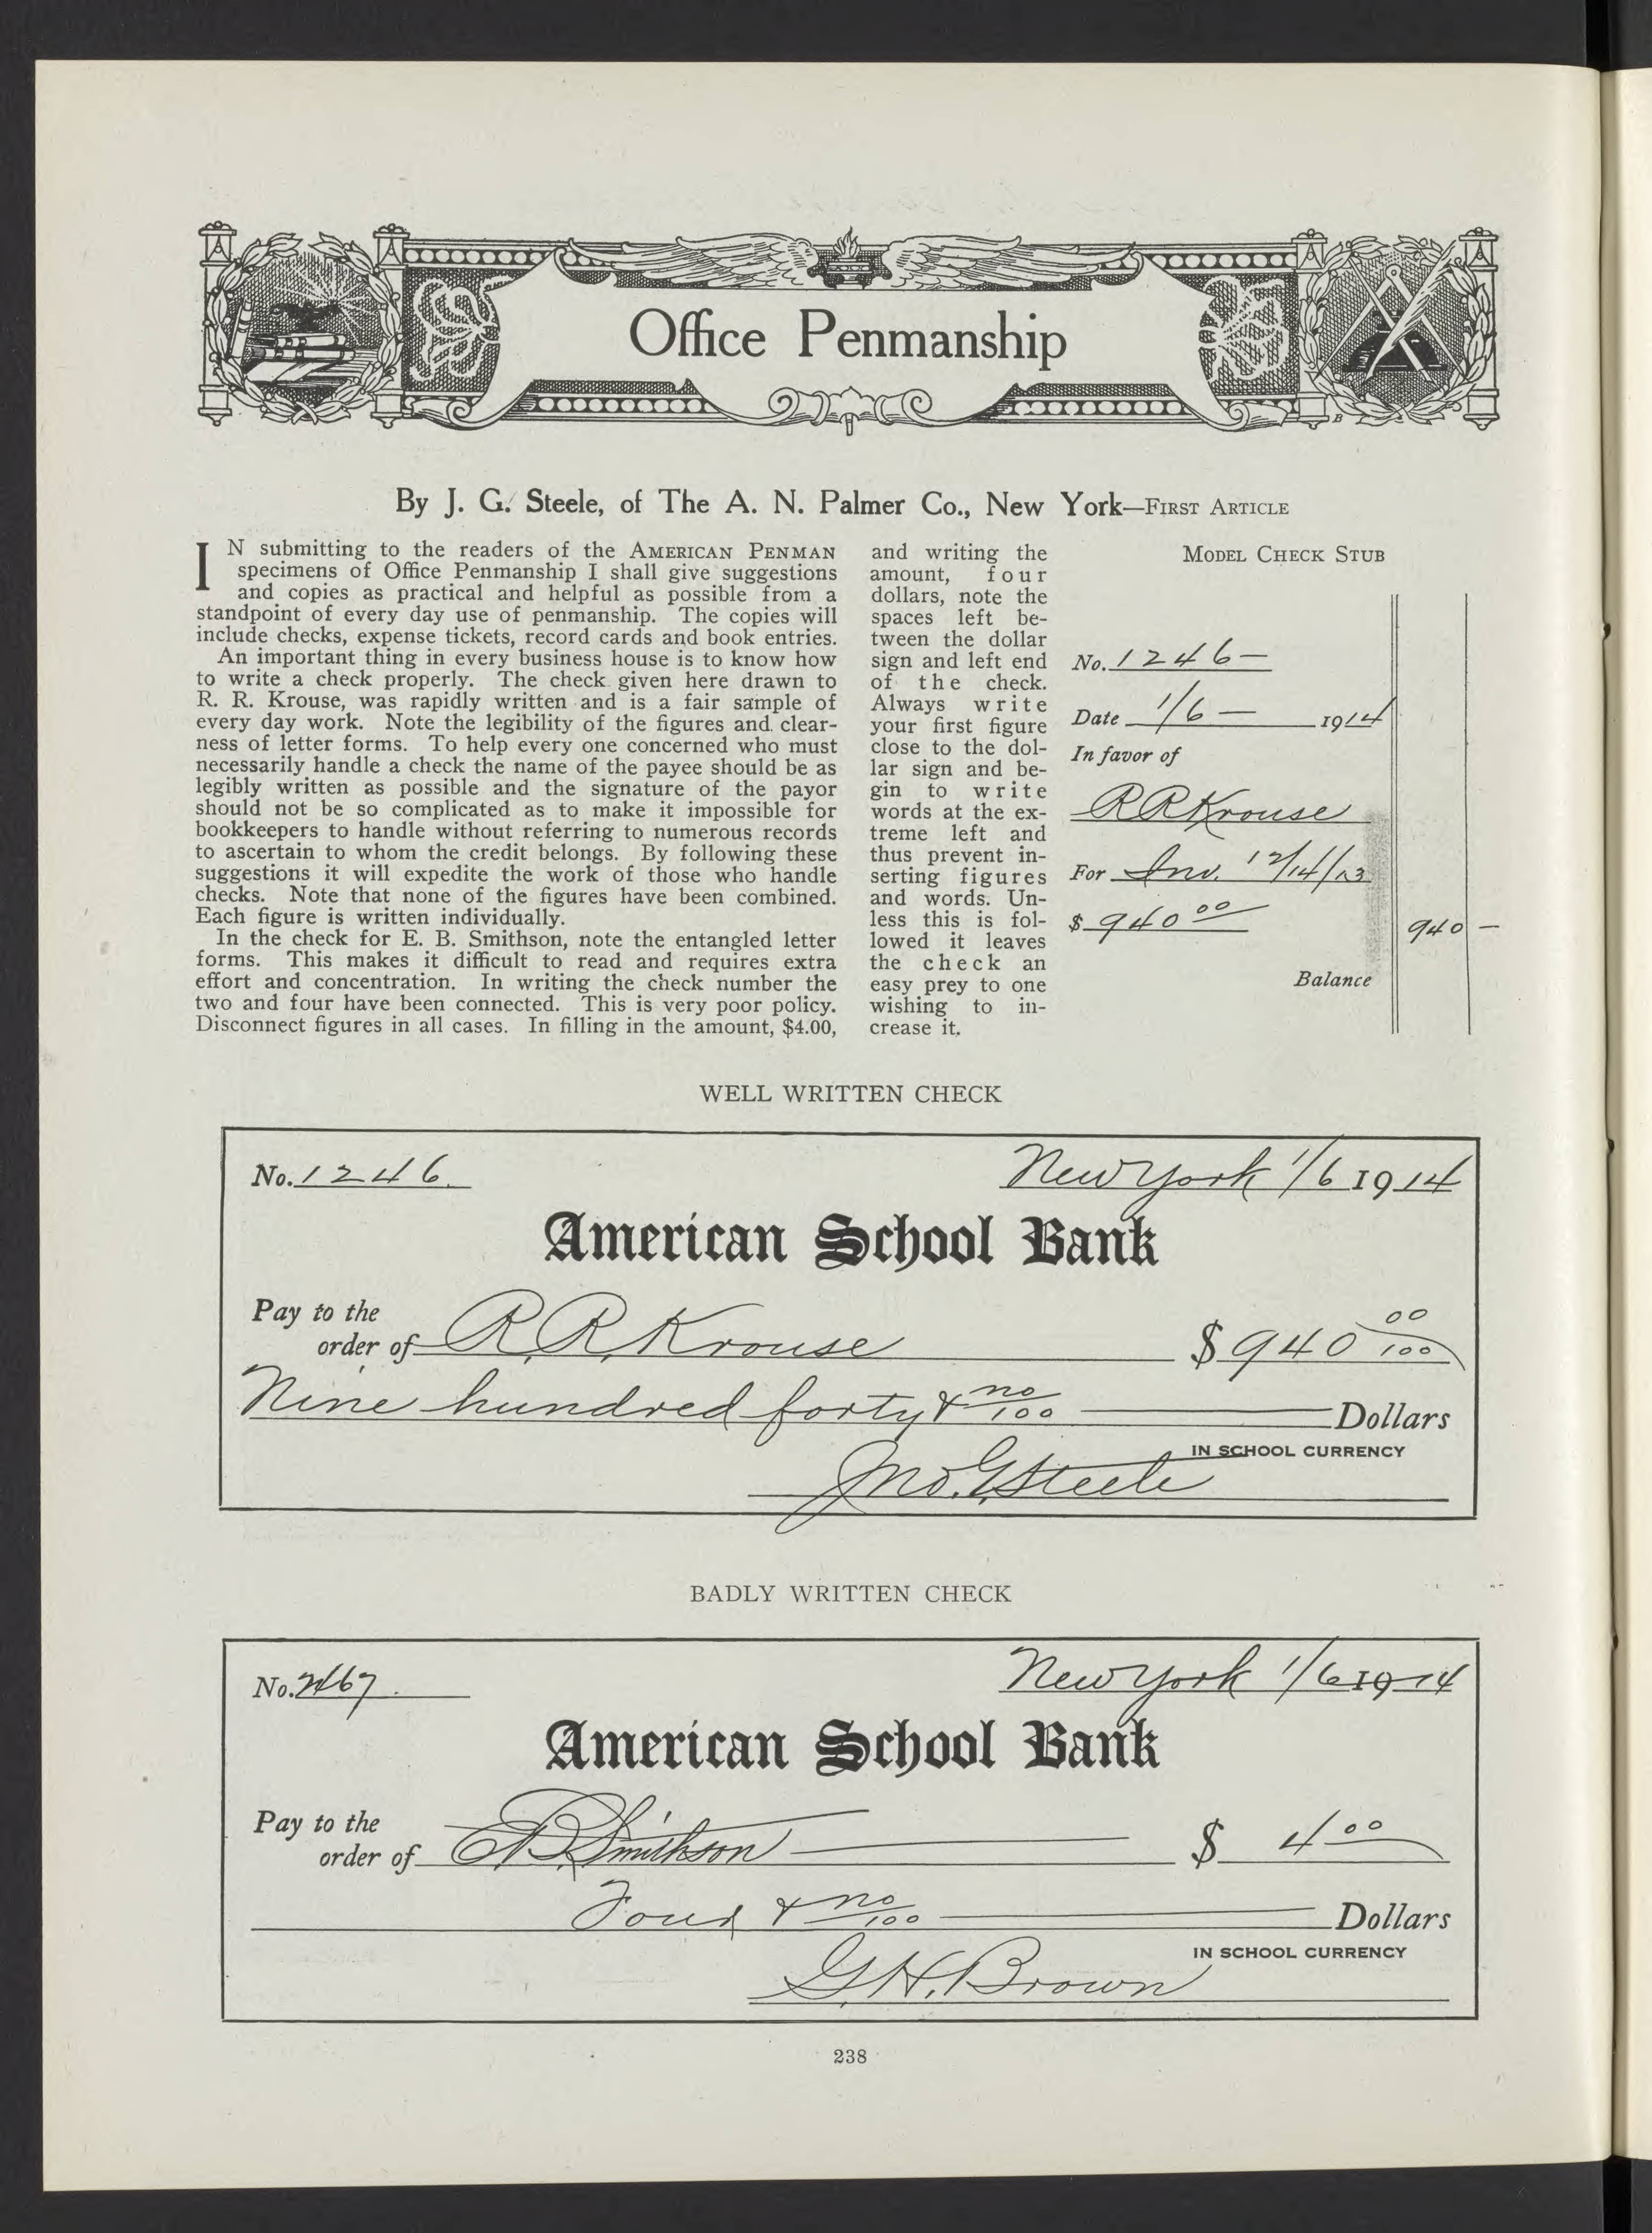 Office Penmanship
By J. G. Steele, of The A. N. Palmer Co., New York—FIRST ARTICLE
IN submitting to the readers of the AMERICAN PENMAN
specimens of Office Penmanship I shall give suggestions
and copies as practical and helpful as possible from a
standpoint of every day use of penmanship. The copies will
include checks, expense tickets, record cards and book entries.
An important thing in every business house is to know how
to write a check properly. The check given here drawn to
R. R. Krouse, was rapidly written and is a fair sample of
every day work. Note the legibility of the figures and clear-
ness of letter forms. To help every one concerned who must
necessarily handle a check the name of the payee should be as
legibly written as possible and the signature of the payor
should not be so complicated as to make it impossible for
bookkeepers to handle without referring to numerous records
to ascertain to whom the credit belongs. By following these
suggestions it will expedite the work of those who handle
checks. Note that none of the figures have been combined.
Each figure is written individually.
In the check for E. B. Smithson, note the entangled letter
forms. This makes it difficult to read and requires extra
effort and concentration. In writing the check number the
two and four have been connected. This is very poor policy.
Disconnect figures in all cases. In filling in the amount, $4.00,
and writing the
amount, four
dollars, note the
spaces left be-
tween the dollar
sign and left end
of the check.
Always write
your first figure
close to the dol-
lar sign and be-
gin to write
words at the ex-
treme left and
thus prevent in-
serting figures
and words. Un-
less this is fol-
lowed it leaves
the check an
easy prey to one
wishing to in-
crease it.
MODEL CHECK STUB
No. 1246—
Date 1/6— 1914
In favor of
R R Krouse
For Inv. 12/14/13
$ 940 00 940 —
Balance
WELL WRITTEN CHECK
No. 1246. New York 1/6 1914
American School Bank
Pay to the
order of R. R. Krouse $ 940 00/100
Nine hundred forty & no/100 Dollars
IN SCHOOL CURRENCY
Jno. G. Steele
BADLY WRITTEN CHECK
No. 2467. New York 1/6 1914
American School Bank
Pay to the
order of E. B. Smithson $ 4 00
Four & no/100 Dollars
IN SCHOOL CURRENCY
G. H. Brown
238